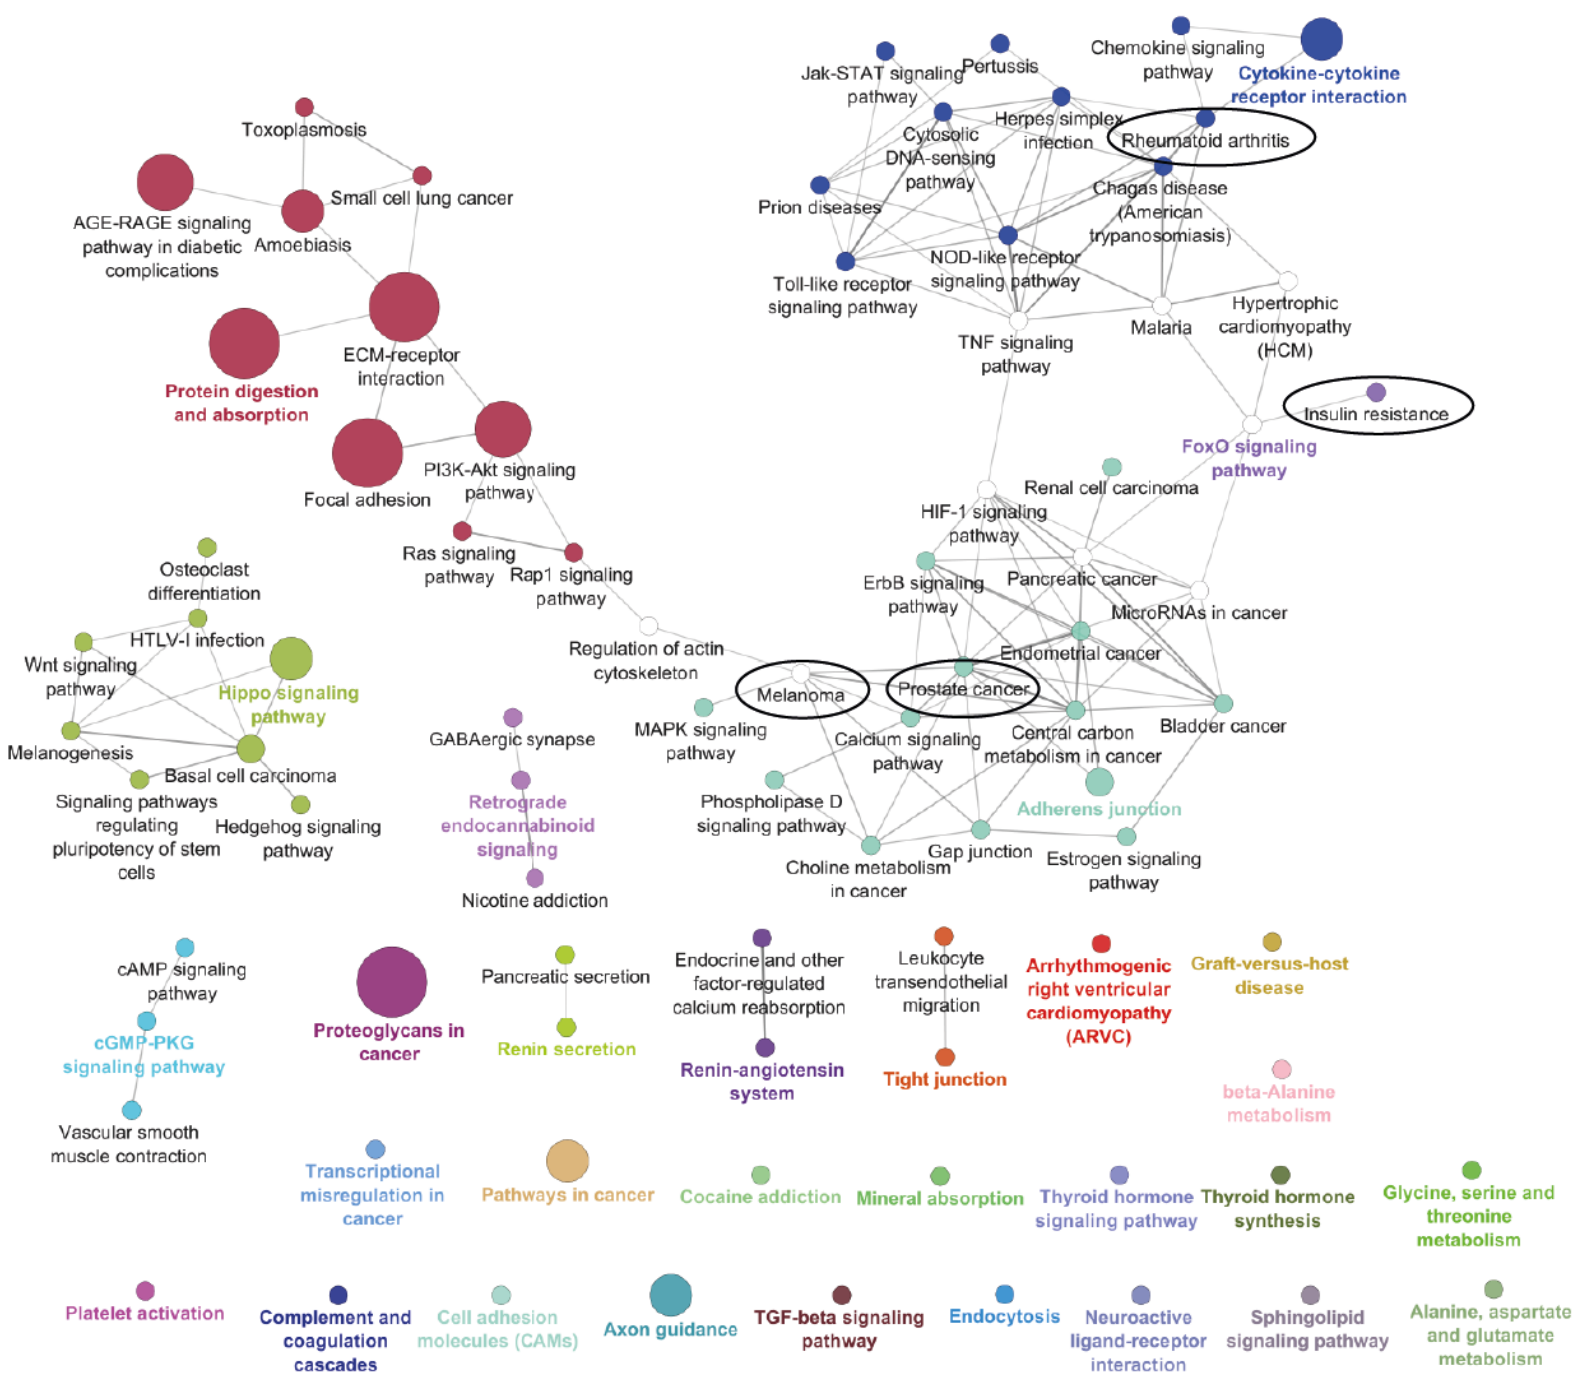 Chemokine signaling
pathway
Cytokine-cytokine
receptor interaction
Jak-STAT signaling
pathway
Pertussis
Herpes simplex
infection
Cytosolic
DNA-sensing
pathway
Rheumatoid arthritis
Prion diseases
Chagas disease
(American
trypanosomiasis)
Toll-like receptor
signaling pathway
NOD-like receptor
signaling pathway
TNF signaling
pathway
Malaria
Hypertrophic
cardiomyopathy
(HCM)
Insulin resistance
FoxO signaling
pathway
Toxoplasmosis
Small cell lung cancer
AGE-RAGE signaling
pathway in diabetic
complications
Amoebiasis
ECM-receptor
interaction
Protein digestion
and absorption
PI3K-Akt signaling
pathway
Focal adhesion
Ras signaling
pathway
Rap1 signaling
pathway
Regulation of actin
cytoskeleton
Renal cell carcinoma
HIF-1 signaling
pathway
ErbB signaling
pathway
Pancreatic cancer
MicroRNAs in cancer
Endometrial cancer
Melanoma
Prostate cancer
MAPK signaling
pathway
Calcium signaling
pathway
Central carbon
metabolism in cancer
Bladder cancer
Phospholipase D
signaling pathway
Adherens junction
Choline metabolism
in cancer
Gap junction
Estrogen signaling
pathway
Osteoclast
differentiation
HTLV-I infection
Wnt signaling
pathway
Hippo signaling
pathway
Melanogenesis
Basal cell carcinoma
Signaling pathways
regulating
pluripotency of stem
cells
Hedgehog signaling
pathway
GABAergic synapse
Retrograde
endocannabinoid
signaling
Nicotine addiction
cAMP signaling
pathway
cGMP-PKG
signaling pathway
Vascular smooth
muscle contraction
Proteoglycans in
cancer
Pancreatic secretion
Renin secretion
Endocrine and other
factor-regulated
calcium reabsorption
Renin-angiotensin
system
Leukocyte
transendothelial
migration
Tight junction
Arrhythmogenic
right ventricular
cardiomyopathy
(ARVC)
Graft-versus-host
disease
beta-Alanine
metabolism
Transcriptional
misregulation in
cancer
Pathways in cancer
Cocaine addiction
Mineral absorption
Thyroid hormone
signaling pathway
Thyroid hormone
synthesis
Glycine, serine and
threonine
metabolism
Platelet activation
Complement and
coagulation
cascades
Cell adhesion
molecules (CAMs)
Axon guidance
TGF-beta signaling
pathway
Endocytosis
Neuroactive
ligand-receptor
interaction
Sphingolipid
signaling pathway
Alanine, aspartate
and glutamate
metabolism